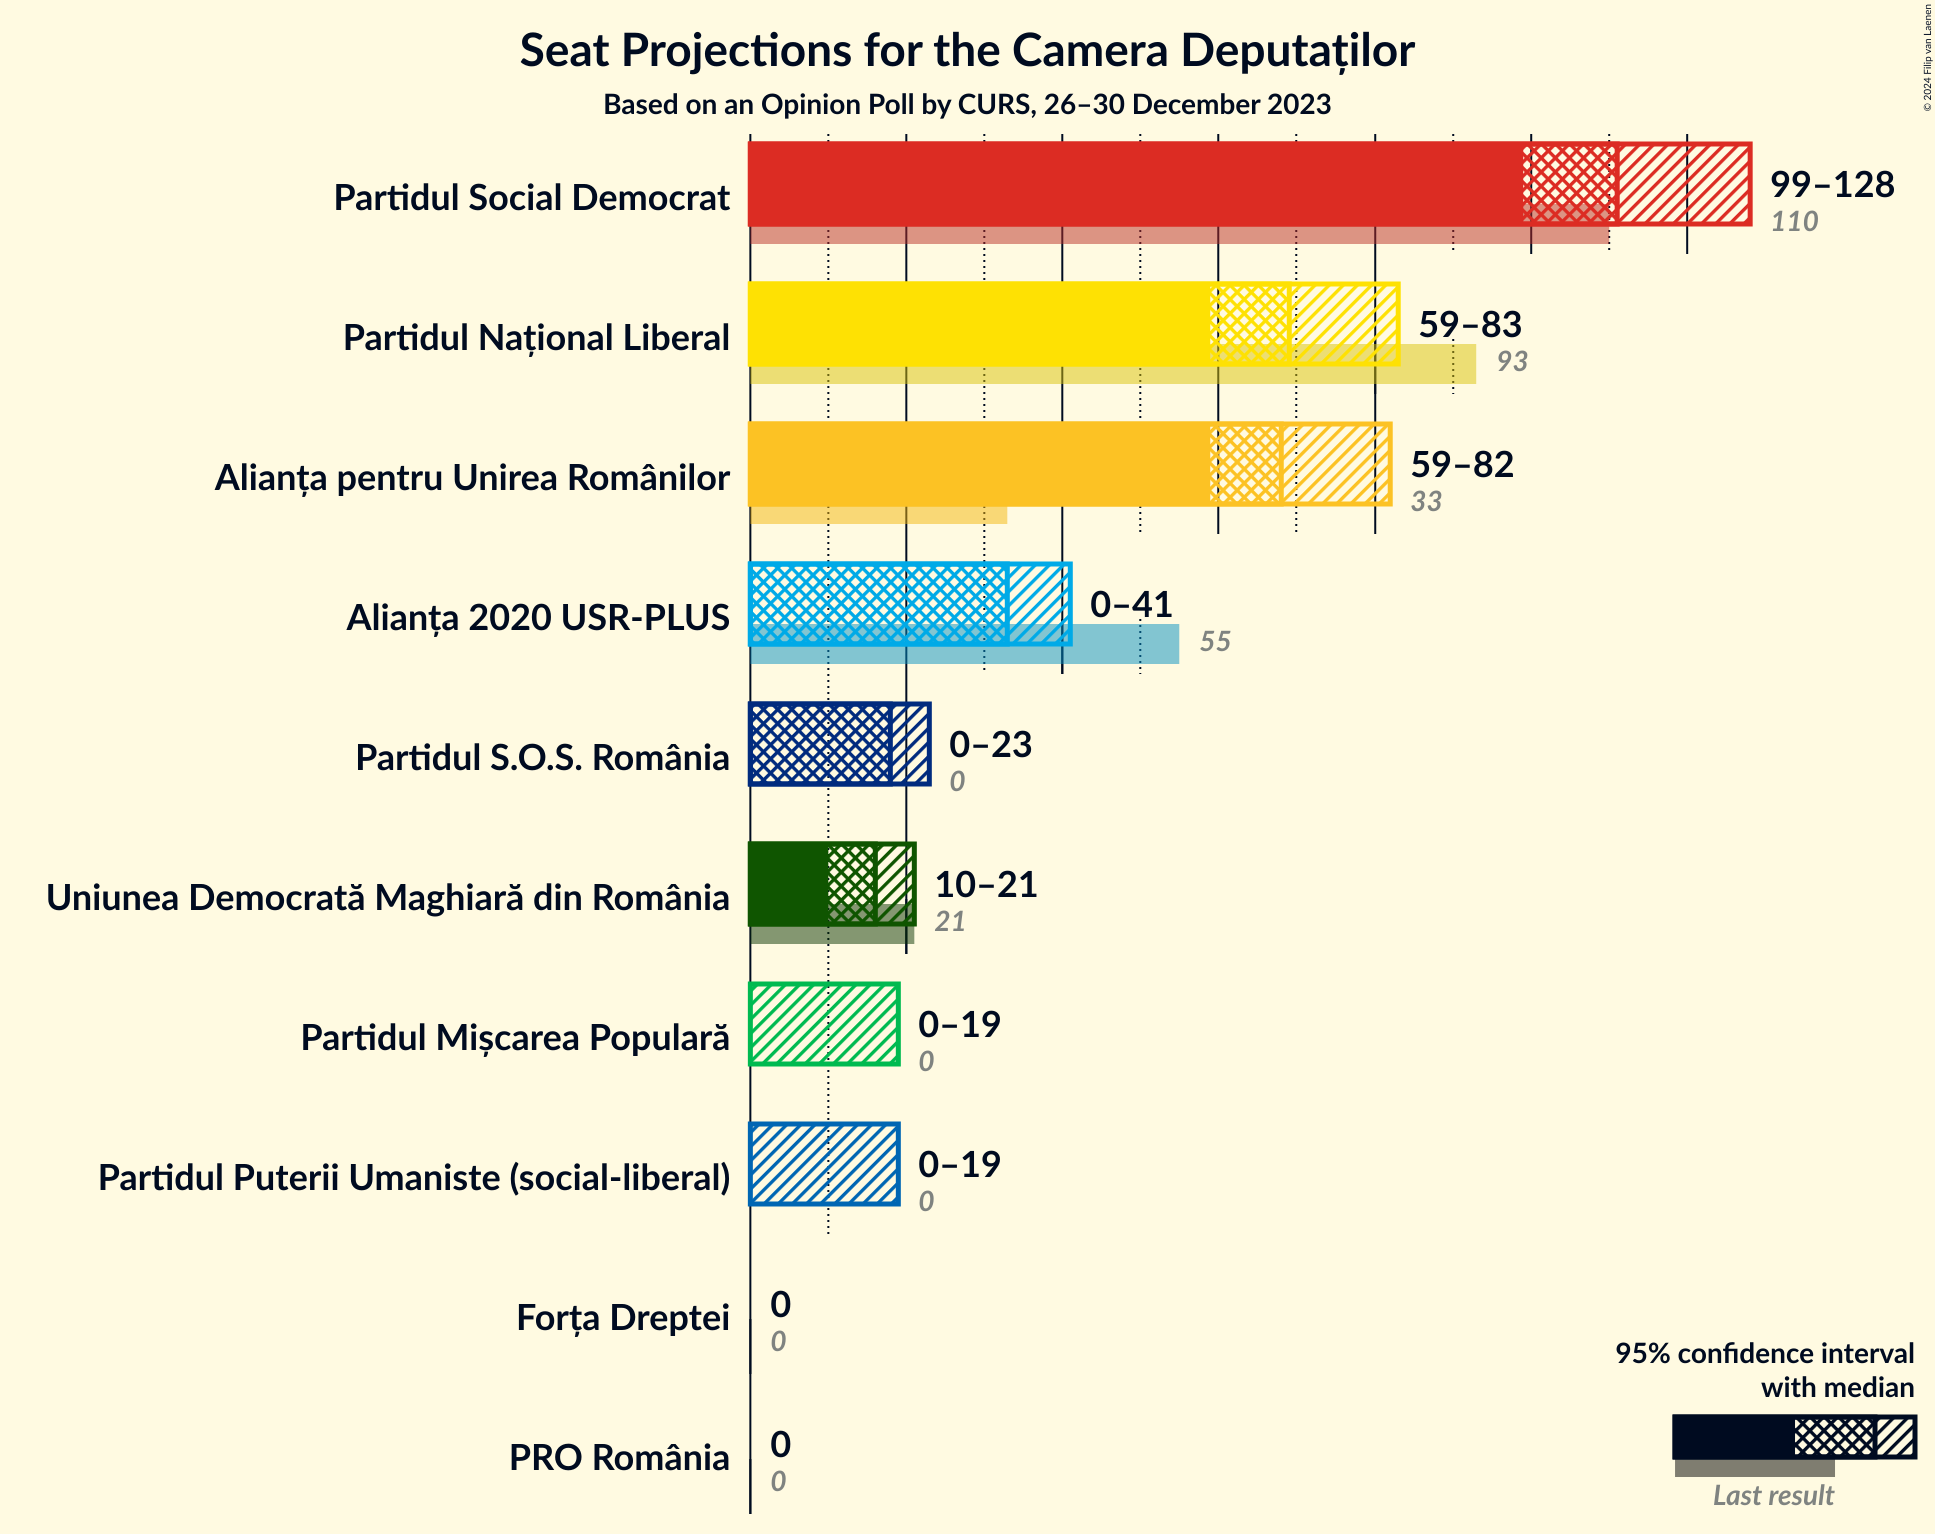 Seat Projections for the Camera Deputaților
Based on an Opinion Poll by CURS, 26–30 December 2023
© 2024 Filip van Laenen
Partidul Social Democrat
99–128
110
Partidul Național Liberal
59–83
93
Alianța pentru Unirea Românilor
59–82
33
Alianța 2020 USR-PLUS
0–41
55
Partidul S.O.S. România
0–23
0
Uniunea Democrată Maghiară din România
10–21
21
Partidul Mișcarea Populară
0–19
0
Partidul Puterii Umaniste (social-liberal)
0–19
0
Forța Dreptei
0
0
PRO România
0
0
95% confidence interval
with median
Last result